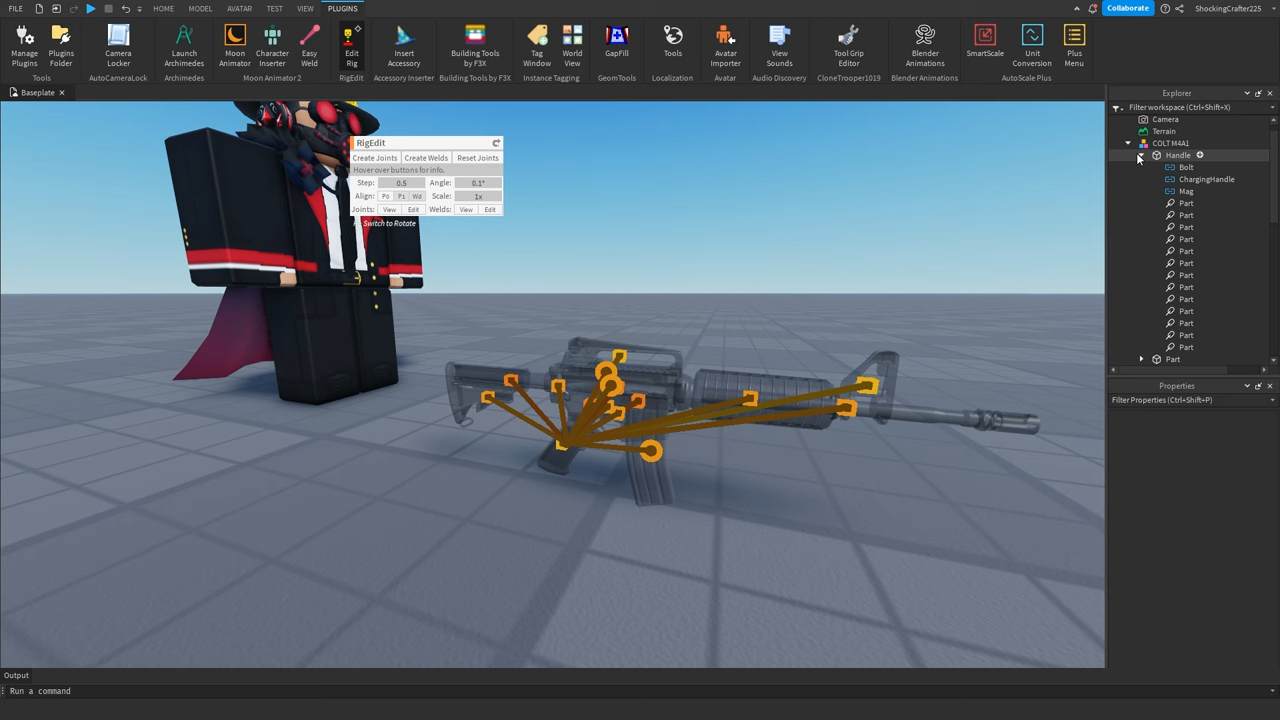 FILE HOME MODEL AVATAR TEST VIEW PLUGINS Collaborate ShockingCrafter225
Manage Plugins
Plugins Folder
Camera Locker
Launch Archimedes
Moon Animator
Character Inserter
Easy Weld
Edit Rig
Insert Accessory
Building Tools by F3X
Tag Window
World View
GapFill
Tools
Avatar Importer
View Sounds
Tool Grip Editor
Blender Animations
SmartScale
Unit Conversion
Plus Menu
Tools AutoCameraLock Archimedes Moon Animator 2 RigEdit Accessory Inserter Building Tools by F3X Instance Tagging GeomTools Localization Avatar Audio Discovery CloneTrooper1019 Blender Animations AutoScale Plus
Baseplate
RigEdit
Create Joints Create Welds Reset Joints
Hover over buttons for info.
Step: 0.5 Angle: 0.1°
Align: Po Pi Wd Scale: 1x
Joints: View Edit Welds: View Edit
Switch to Rotate
Explorer
Filter workspace (Ctrl+Shift+X)
Camera
Terrain
COLT M4A1
Handle
Bolt
ChargingHandle
Mag
Part
Part
Part
Part
Part
Part
Part
Part
Part
Part
Part
Part
Part
Part
Properties
Filter Properties (Ctrl+Shift+P)
Output
Run a command